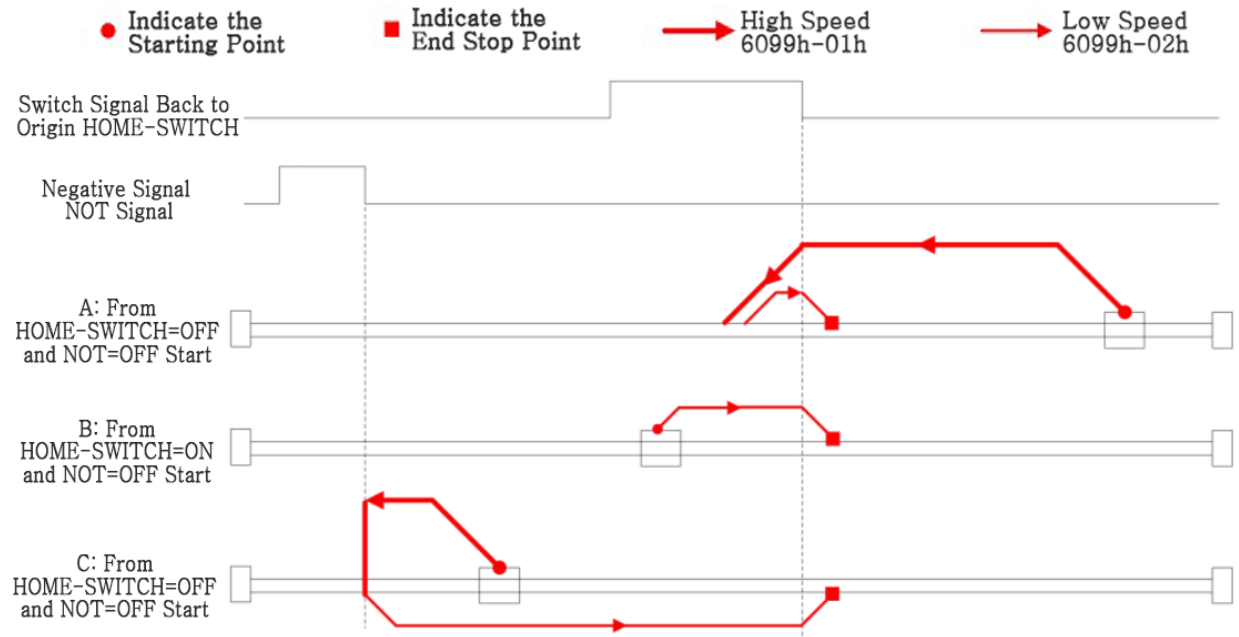 Indicate the
Starting Point
Indicate the
End Stop Point
High Speed
6099h-01h
Low Speed
6099h-02h
Switch Signal Back to
Origin HOME-SWITCH
Negative Signal
NOT Signal
A: From
HOME-SWITCH=OFF
and NOT=OFF Start
B: From
HOME-SWITCH=ON
and NOT=OFF Start
C: From
HOME-SWITCH=OFF
and NOT=OFF Start